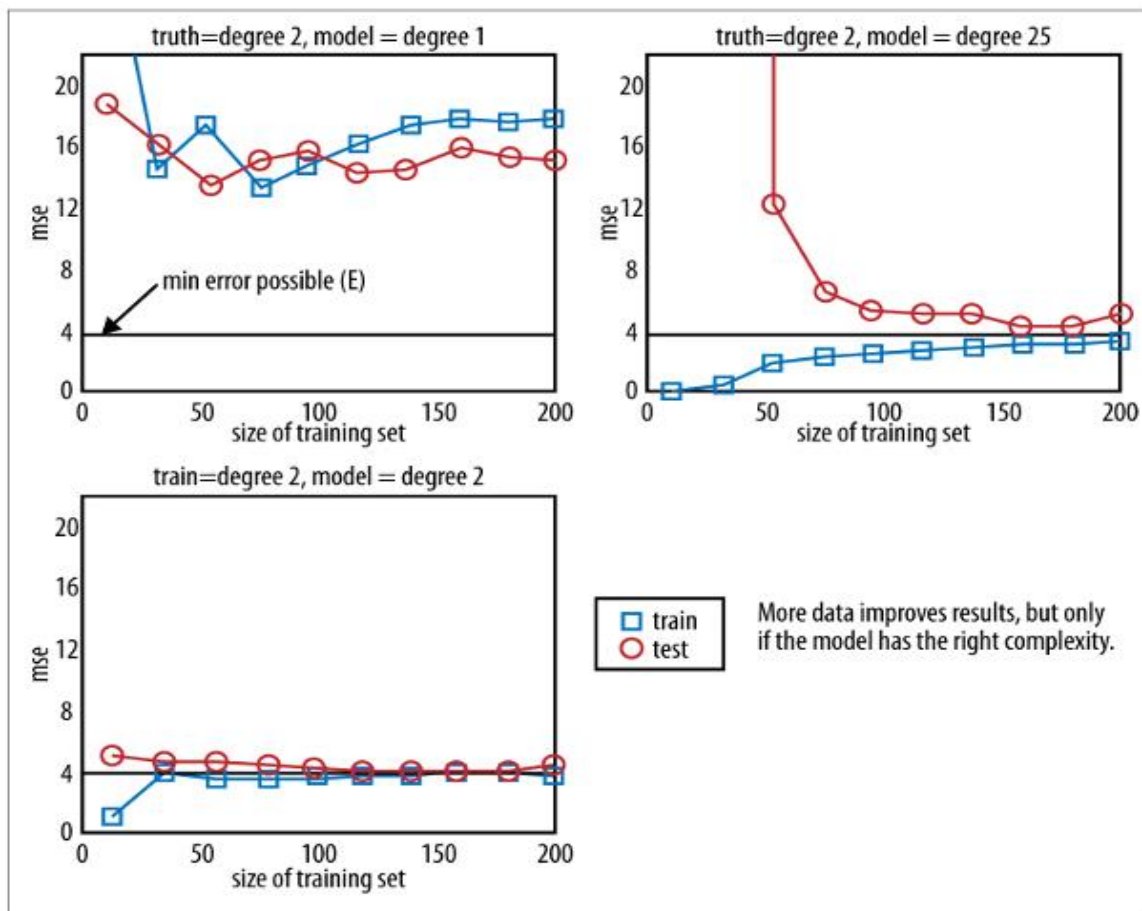 truth=degree 2, model = degree 1
20
16
12
8
4
0
mse
min error possible (E)
0 50 100 150 200
size of training set
truth=dgree 2, model = degree 25
20
16
12
8
4
0
mse
0 50 100 150 200
size of training set
train=degree 2, model = degree 2
20
16
12
8
4
0
mse
0 50 100 150 200
size of training set
train
test
More data improves results, but only
if the model has the right complexity.